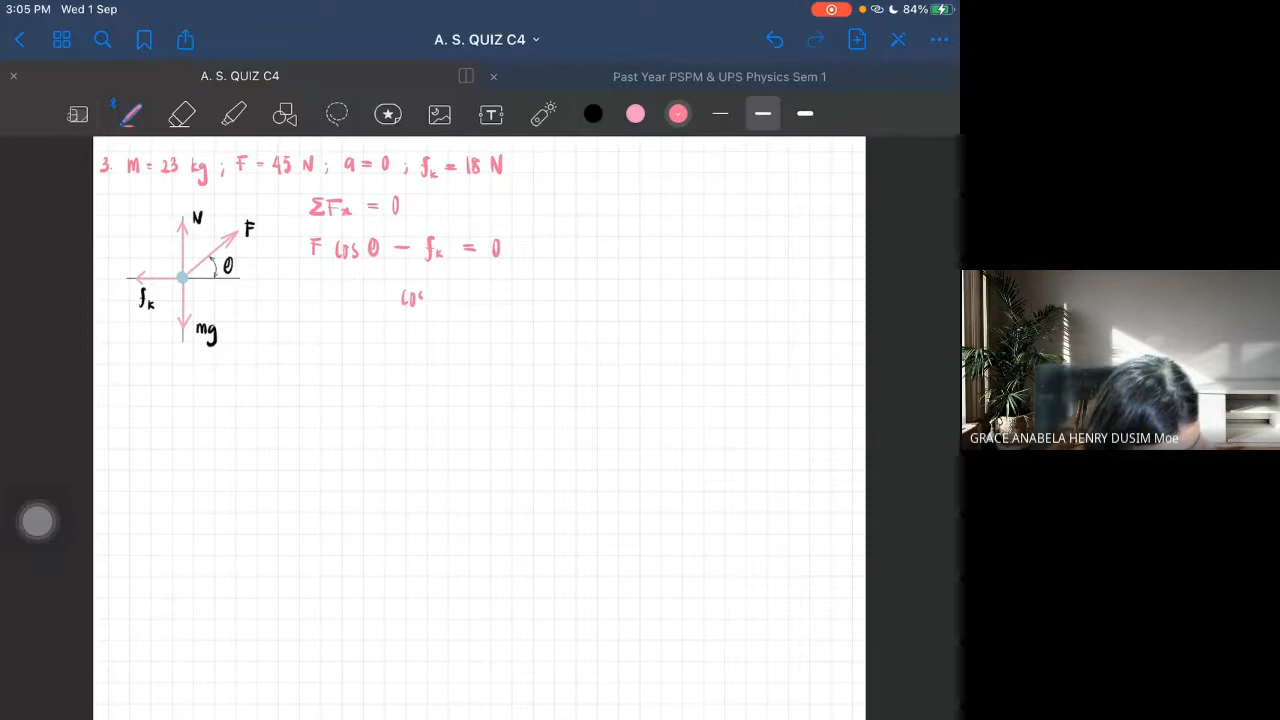 3:05 PM Wed 1 Sep
84%
A. S. QUIZ C4
A. S. QUIZ C4
Past Year PSPM & UPS Physics Sem 1
T
3. m = 23 kg ; F = 45 N ; a = 0 ; fk = 18 N
ΣFx = 0
N
F
F cos θ − fk = 0
θ
cos
fk
mg
GRACE ANABELA HENRY DUSIM Moe